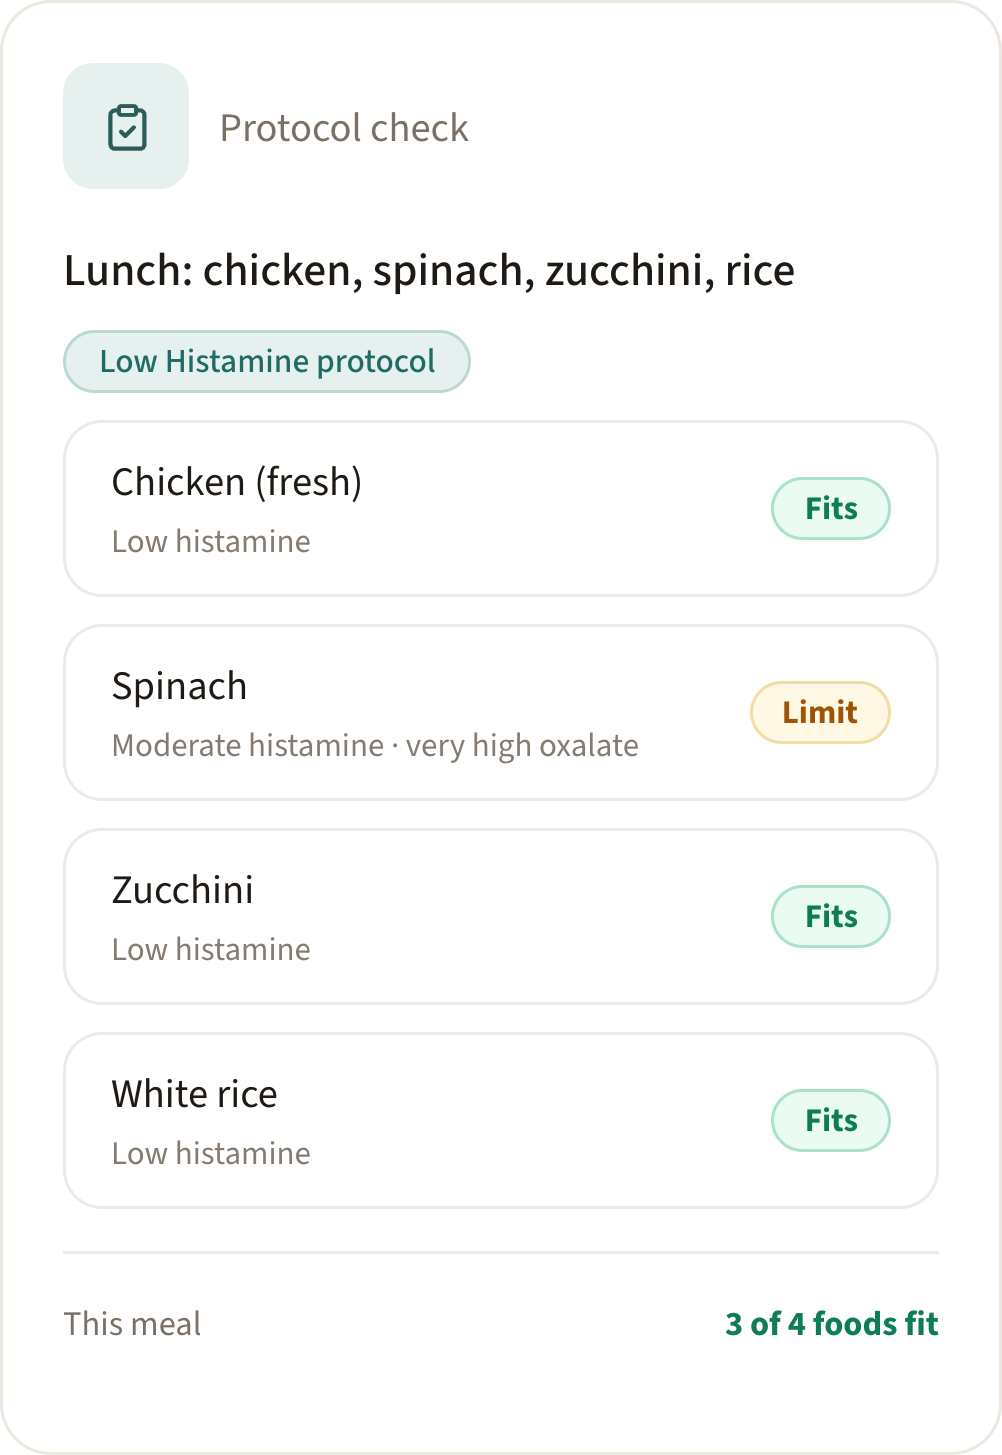 Protocol check
Lunch: chicken, spinach, zucchini, rice
Low Histamine protocol
Chicken (fresh)
Low histamine
Fits
Spinach
Moderate histamine · very high oxalate
Limit
Zucchini
Low histamine
Fits
White rice
Low histamine
Fits
This meal
3 of 4 foods fit